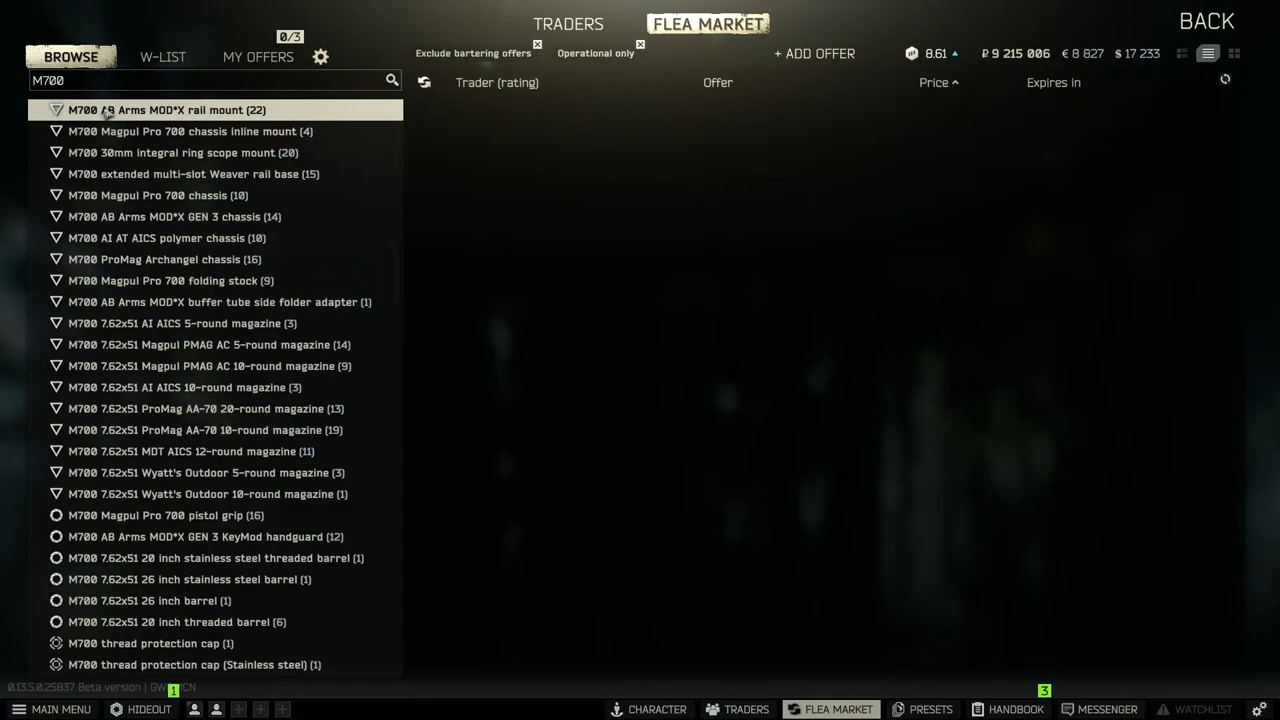 TRADERS FLEA MARKET BACK
0/3
BROWSE W-LIST MY OFFERS Exclude bartering offers Operational only + ADD OFFER 8.61 ₽ 9 215 006 € 8 827 $ 17 233
M700 Trader (rating) Offer Price Expires in
M700 AB Arms MOD*X rail mount (22)
M700 Magpul Pro 700 chassis inline mount (4)
M700 30mm integral ring scope mount (20)
M700 extended multi-slot Weaver rail base (15)
M700 Magpul Pro 700 chassis (10)
M700 AB Arms MOD*X GEN 3 chassis (14)
M700 AI AT AICS polymer chassis (10)
M700 ProMag Archangel chassis (16)
M700 Magpul Pro 700 folding stock (9)
M700 AB Arms MOD*X buffer tube side folder adapter (1)
M700 7.62x51 AI AICS 5-round magazine (3)
M700 7.62x51 Magpul PMAG AC 5-round magazine (14)
M700 7.62x51 Magpul PMAG AC 10-round magazine (9)
M700 7.62x51 AI AICS 10-round magazine (3)
M700 7.62x51 ProMag AA-70 20-round magazine (13)
M700 7.62x51 ProMag AA-70 10-round magazine (19)
M700 7.62x51 MDT AICS 12-round magazine (11)
M700 7.62x51 Wyatt's Outdoor 5-round magazine (3)
M700 7.62x51 Wyatt's Outdoor 10-round magazine (1)
M700 Magpul Pro 700 pistol grip (16)
M700 AB Arms MOD*X GEN 3 KeyMod handguard (12)
M700 7.62x51 20 inch stainless steel threaded barrel (1)
M700 7.62x51 26 inch stainless steel barrel (1)
M700 7.62x51 26 inch barrel (1)
M700 7.62x51 20 inch threaded barrel (6)
M700 thread protection cap (1)
M700 thread protection cap (Stainless steel) (1)
0.13.5.0.25837 Beta version 1 3
MAIN MENU HIDEOUT CHARACTER TRADERS FLEA MARKET PRESETS HANDBOOK MESSENGER WATCHLIST